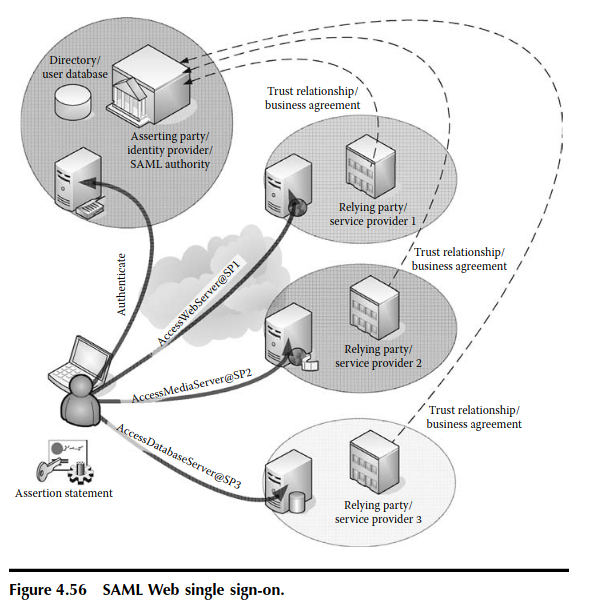 Directory/
user database
Asserting party/
identity provider/
SAML authority
Trust relationship/
business agreement
Relying party/
service provider 1
Authenticate
AccessWebServer@SP1
Trust relationship/
business agreement
Relying party/
service provider 2
AccessMediaServer@SP2
Trust relationship/
business agreement
AccessDatabaseServer@SP3
Assertion statement
Relying party/
service provider 3
Figure 4.56 SAML Web single sign-on.